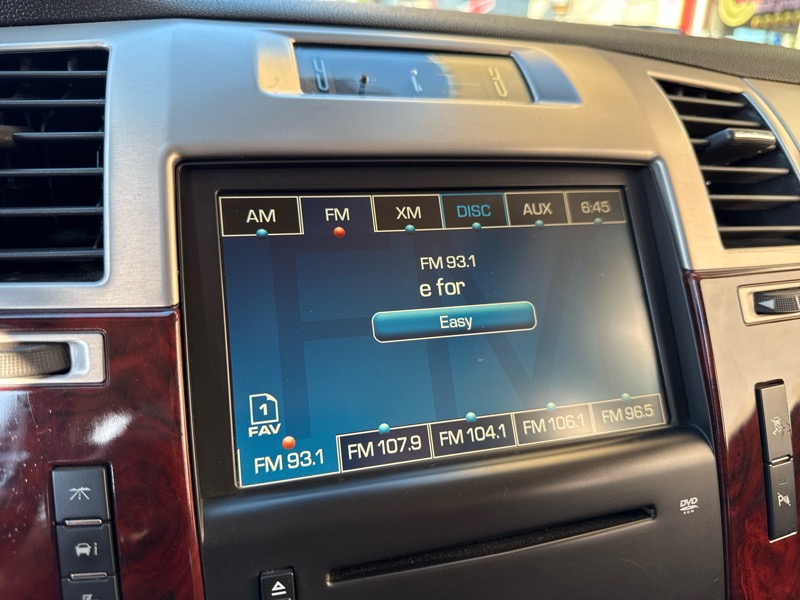 AM FM XM DISC AUX 6:45
FM 93.1
e for
Easy
1
FAV
FM 93.1 FM 107.9 FM 104.1 FM 106.1 FM 96.5
DVD
ROM